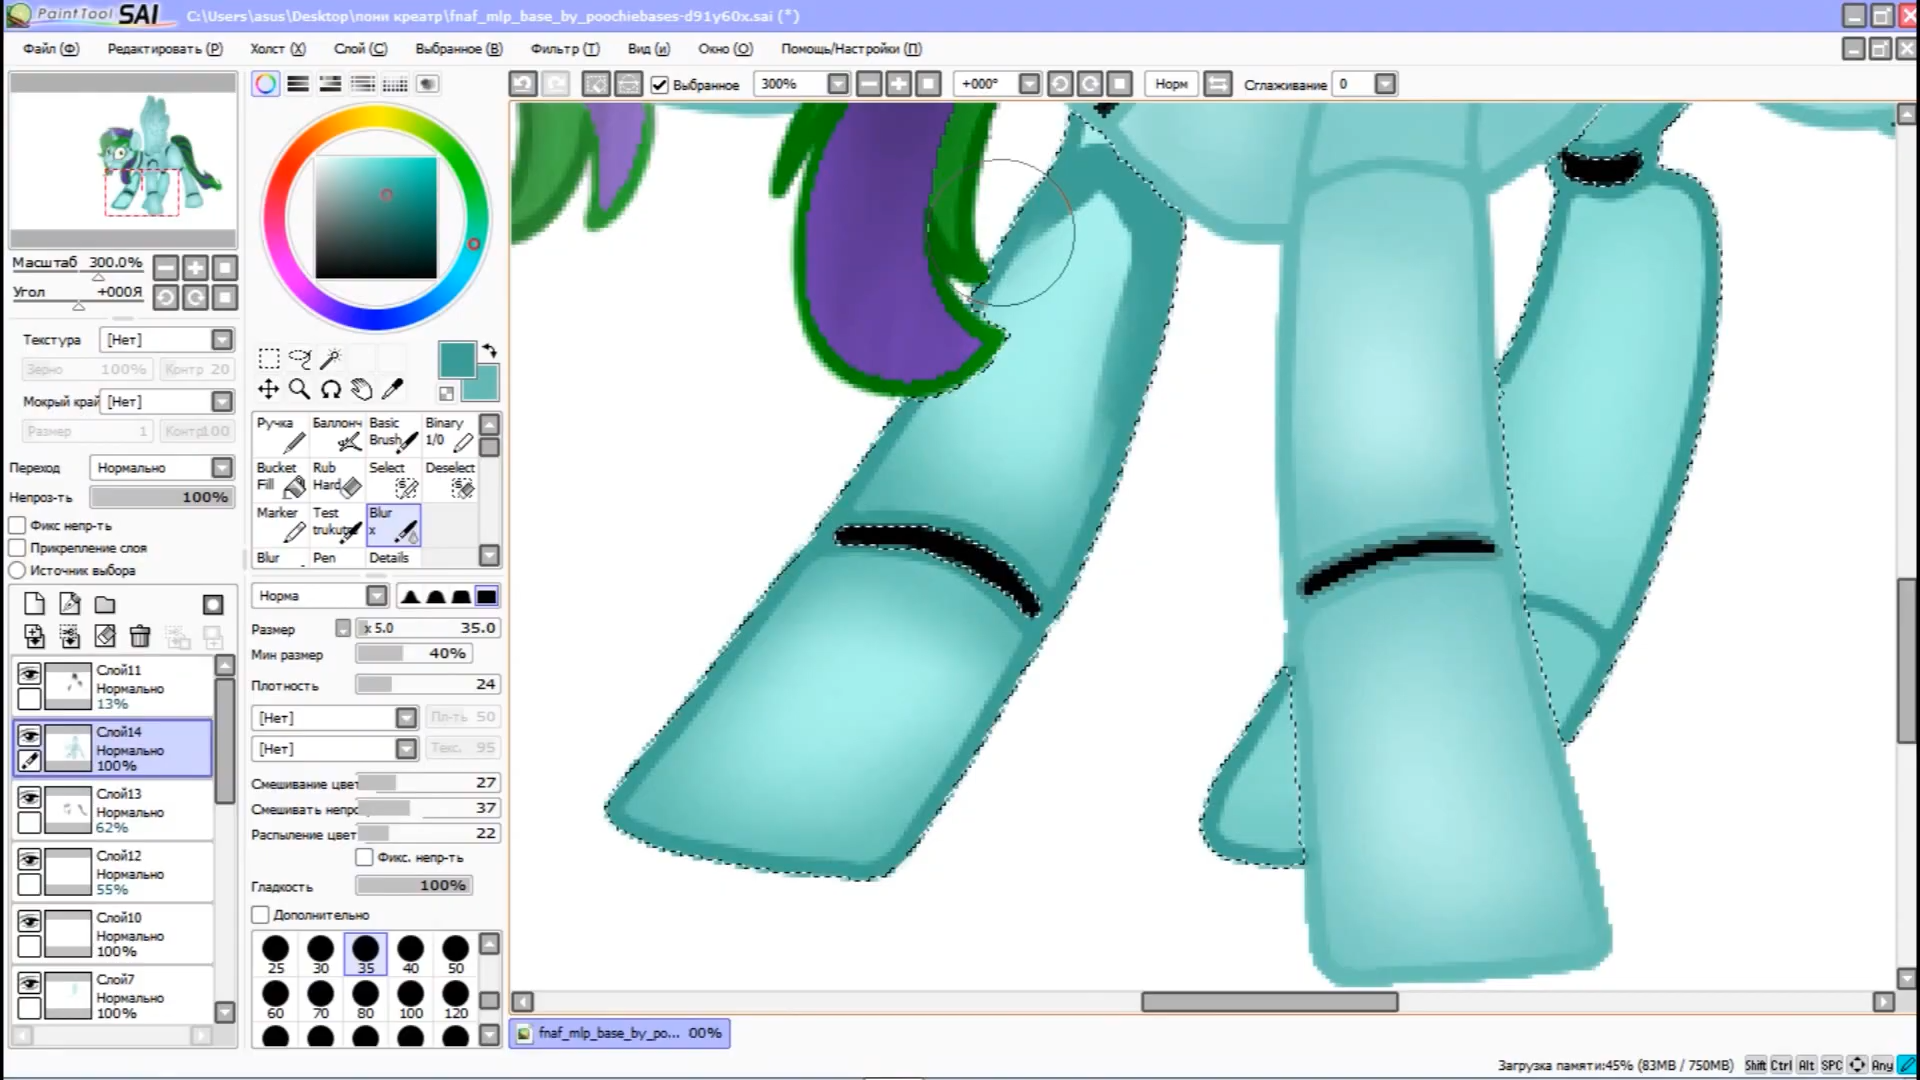 PaintTool SAI C:\Users\asus\Desktop\пони креатр\fnaf_mlp_base_by_poochiebases-d91y60x.sai (*)
Файл (Ф) Редактировать (Р) Холст (Х) Слой (С) Выбранное (В) Фильтр (Т) Вид (и) Окно (О) Помощь/Настройки (П)
Выбранное 300% +000° Норм Сглаживание 0
Масштаб 300.0%
Угол +000Я
Текстура [Нет]
Зерно 100% Контр 20
Мокрый край [Нет]
Размер 1 Контр 100
Переход Нормально
Непроз-ть 100%
Фикс непр-ть
Прикрепление слоя
Источник выбора
Слой11
Нормально
13%
Слой14
Нормально
100%
Слой13
Нормально
62%
Слой12
Нормально
55%
Слой10
Нормально
100%
Слой7
Нормально
100%
Ручка Баллонч Basic Brush Binary 1/0
Bucket Fill Rub Hard Select Deselect
Marker Test trukut Blur x
Blur Pen Details
Норма
Размер x 5.0 35.0
Мин размер 40%
Плотность 24
[Нет] Пл-ть 50
[Нет] Текс. 95
Смешивание цвет 27
Смешивать непро 37
Распыление цвет 22
Фикс. непр-ть
Гладкость 100%
Дополнительно
25 30 35 40 50
60 70 80 100 120
fnaf_mlp_base_by_po... 00%
Загрузка памяти:45% (83MB / 750MB) Shift Ctrl Alt SPC Any